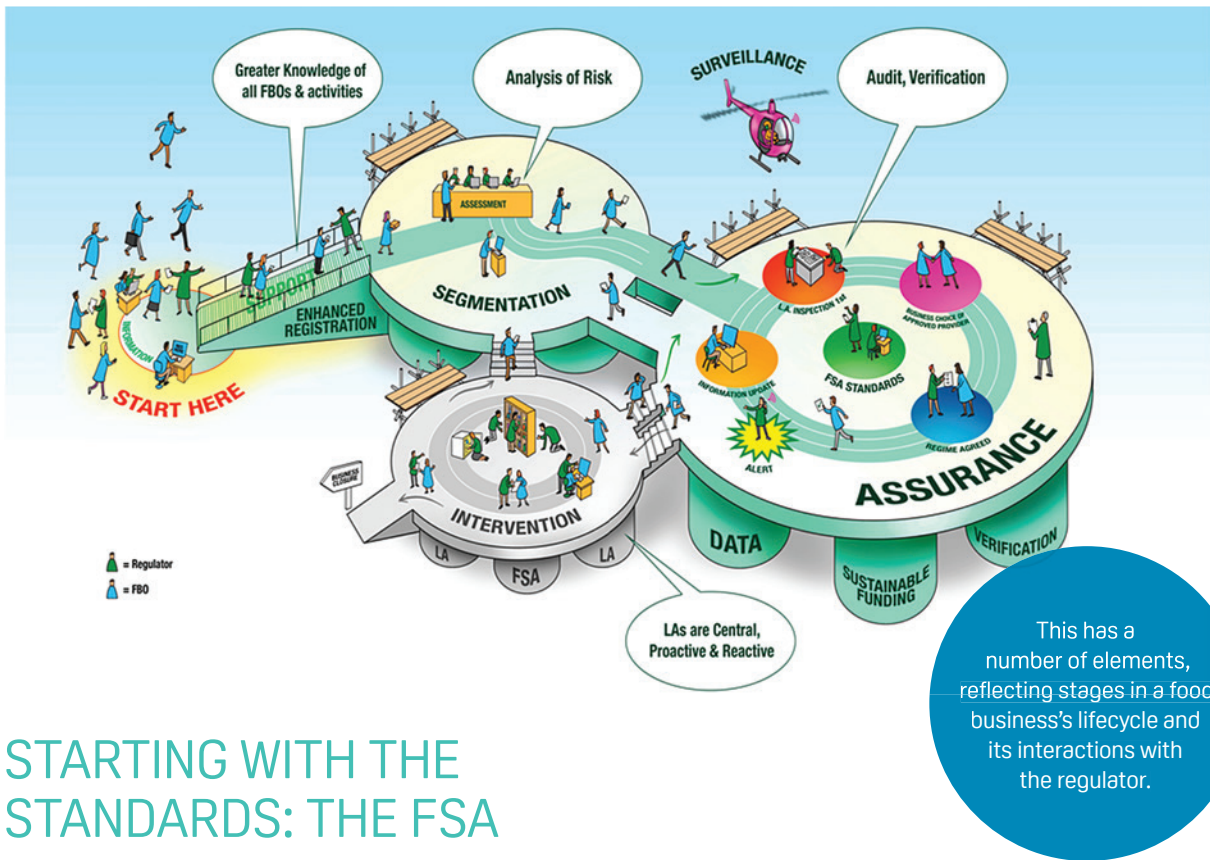 Greater Knowledge of
all FBOs & activities
Analysis of Risk
SURVEILLANCE
Audit, Verification
ASSESSMENT
SUPPORT
ENHANCED
REGISTRATION
SEGMENTATION
INFORMATION
START HERE
L.A. INSPECTION 1st
BUSINESS CHOICE OF
APPROVED PROVIDER
FSA STANDARDS
INFORMATION UPDATE
REGIME AGREED
ALERT
ASSURANCE
BUSINESS
CLOSURE
INTERVENTION
LA
FSA
LA
DATA
SUSTAINABLE
FUNDING
VERIFICATION
= Regulator
= FBO
LAs are Central,
Proactive & Reactive
This has a
number of elements,
reflecting stages in a food
business's lifecycle and
its interactions with
the regulator.
STARTING WITH THE
STANDARDS: THE FSA